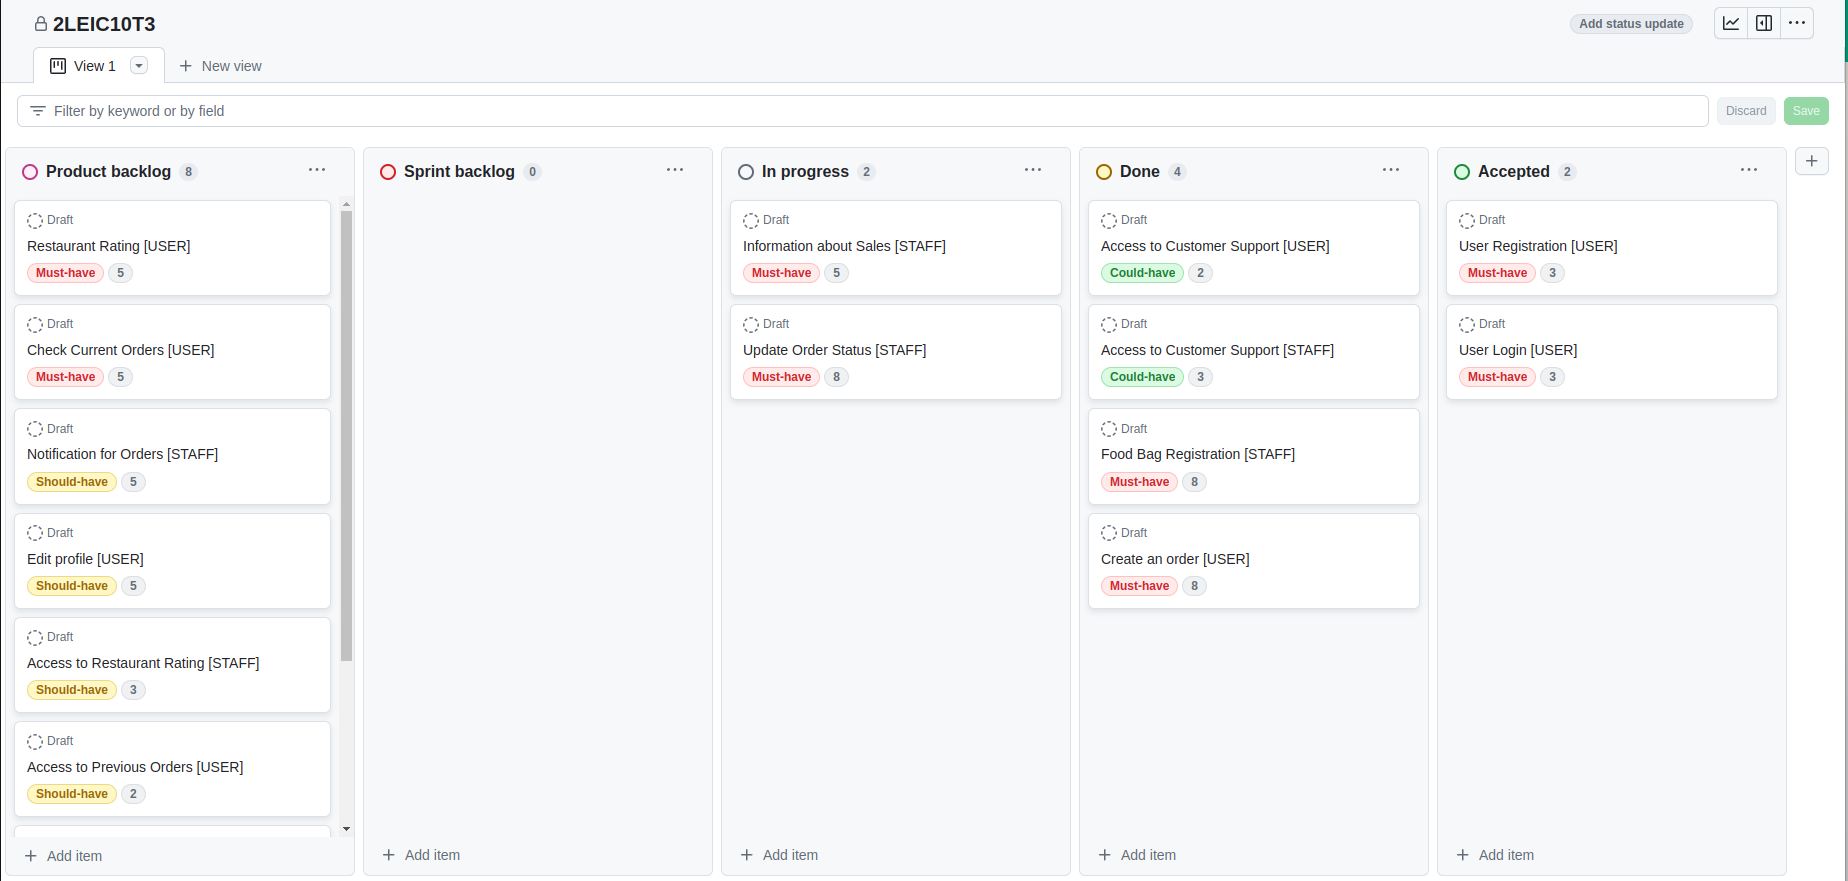 2LEIC10T3
Add status update
View 1
New view
Filter by keyword or by field
Discard
Save
Product backlog 8
Draft
Restaurant Rating [USER]
Must-have 5
Draft
Check Current Orders [USER]
Must-have 5
Draft
Notification for Orders [STAFF]
Should-have 5
Draft
Edit profile [USER]
Should-have 5
Draft
Access to Restaurant Rating [STAFF]
Should-have 3
Draft
Access to Previous Orders [USER]
Should-have 2
Add item
Sprint backlog 0
Add item
In progress 2
Draft
Information about Sales [STAFF]
Must-have 5
Draft
Update Order Status [STAFF]
Must-have 8
Add item
Done 4
Draft
Access to Customer Support [USER]
Could-have 2
Draft
Access to Customer Support [STAFF]
Could-have 3
Draft
Food Bag Registration [STAFF]
Must-have 8
Draft
Create an order [USER]
Must-have 8
Add item
Accepted 2
Draft
User Registration [USER]
Must-have 3
Draft
User Login [USER]
Must-have 3
Add item